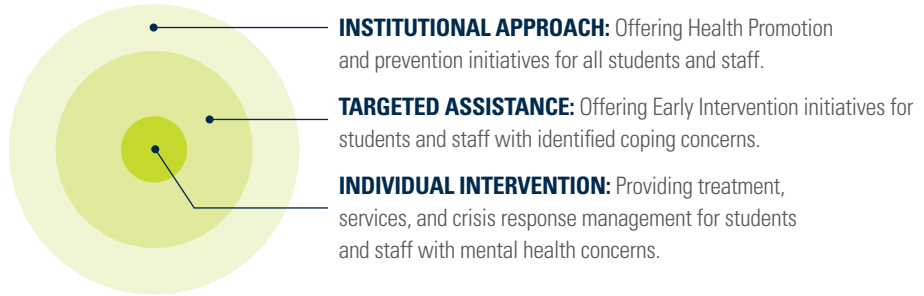 INSTITUTIONAL APPROACH: Offering Health Promotion
and prevention initiatives for all students and staff.
TARGETED ASSISTANCE: Offering Early Intervention initiatives for
students and staff with identified coping concerns.
INDIVIDUAL INTERVENTION: Providing treatment,
services, and crisis response management for students
and staff with mental health concerns.